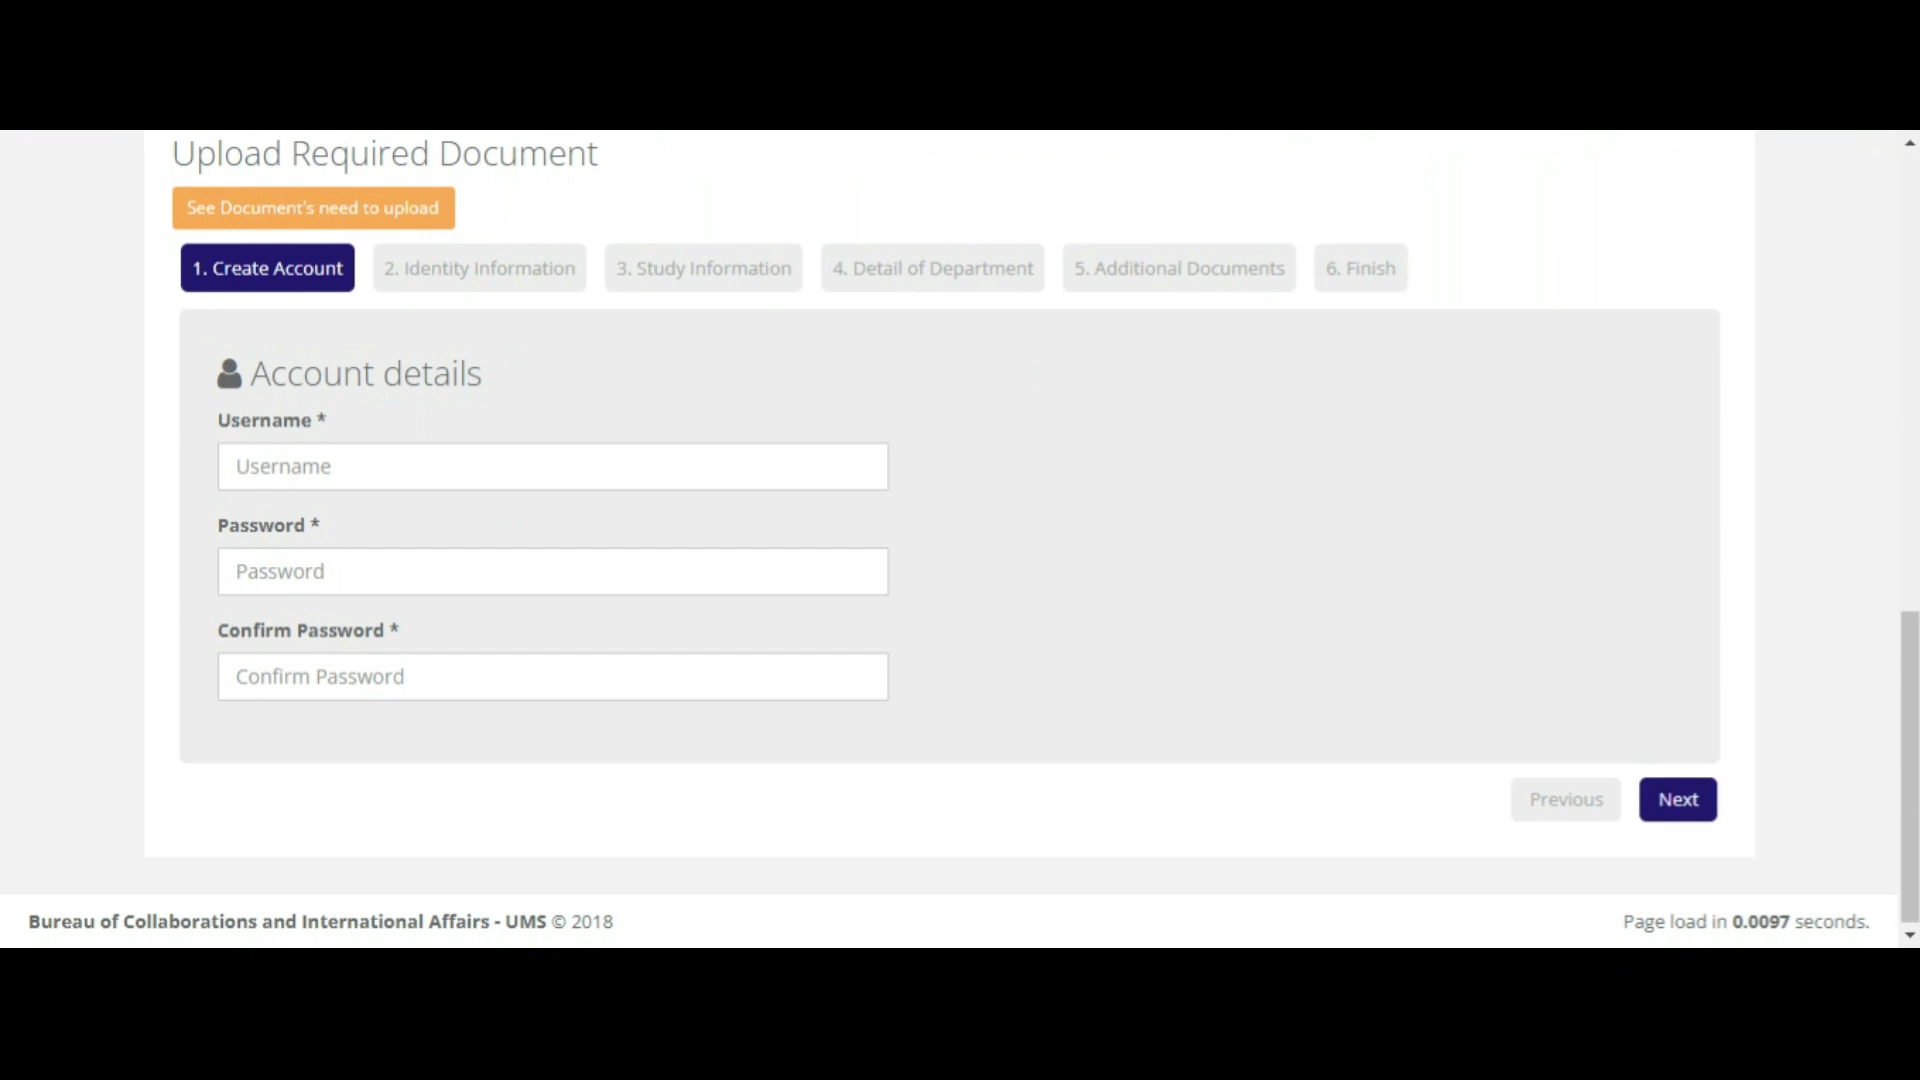 Upload Required Document
See Document's need to upload
1. Create Account 2. Identity Information 3. Study Information 4. Detail of Department 5. Additional Documents 6. Finish
Account details
Username *
Username
Password *
Password
Confirm Password *
Confirm Password
Previous Next
Bureau of Collaborations and International Affairs - UMS © 2018 Page load in 0.0097 seconds.